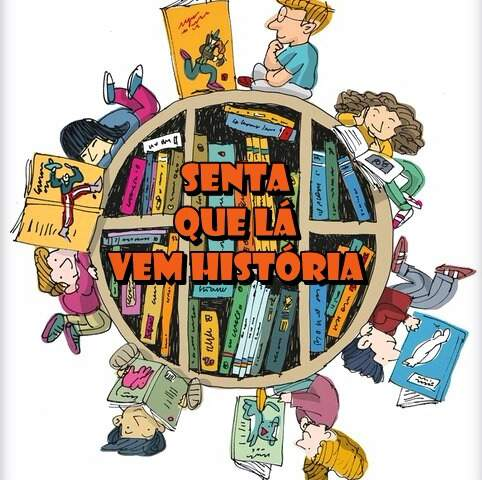 SENTA
QUE LÁ
VEM HISTÓRIA